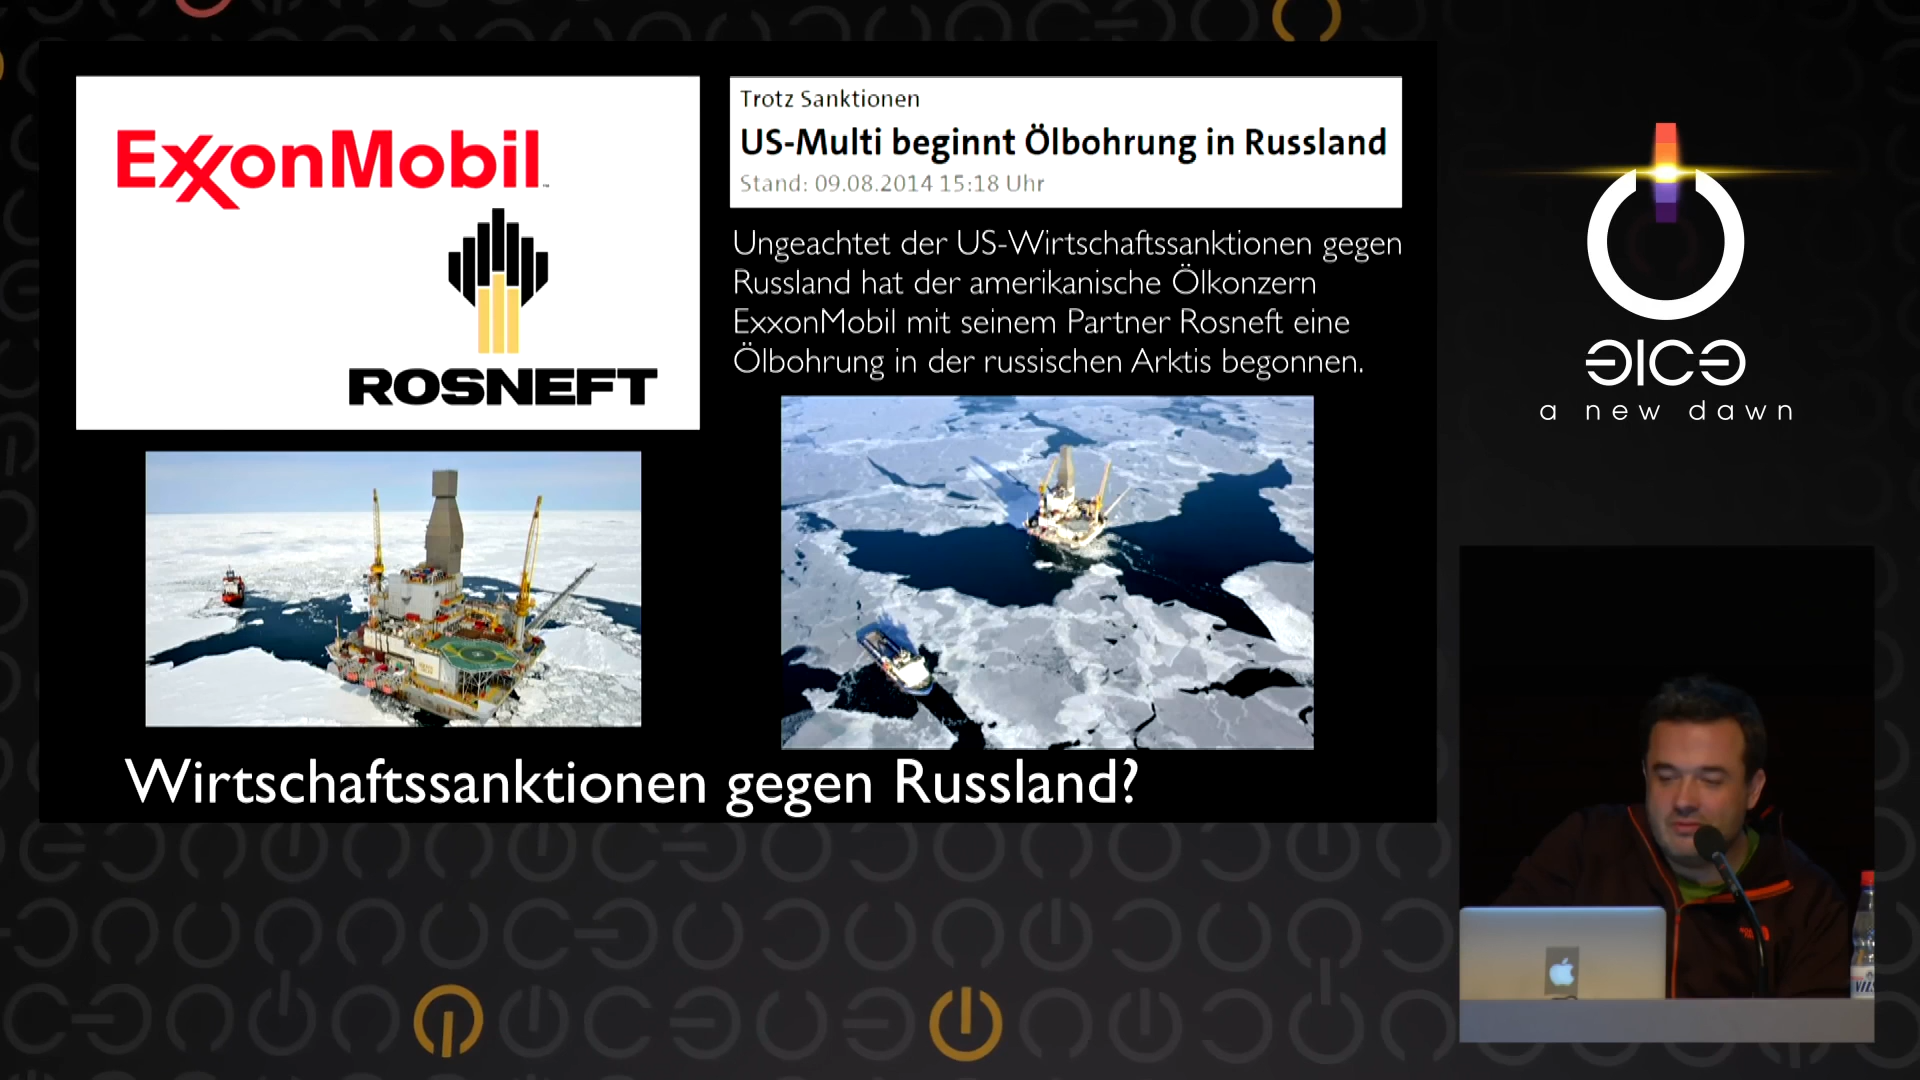 ExxonMobil
ROSNEFT
Trotz Sanktionen
US-Multi beginnt Ölbohrung in Russland
Stand: 09.08.2014 15:18 Uhr
Ungeachtet der US-Wirtschaftssanktionen gegen
Russland hat der amerikanische Ölkonzern
ExxonMobil mit seinem Partner Rosneft eine
Ölbohrung in der russischen Arktis begonnen.
Wirtschaftssanktionen gegen Russland?
a new dawn